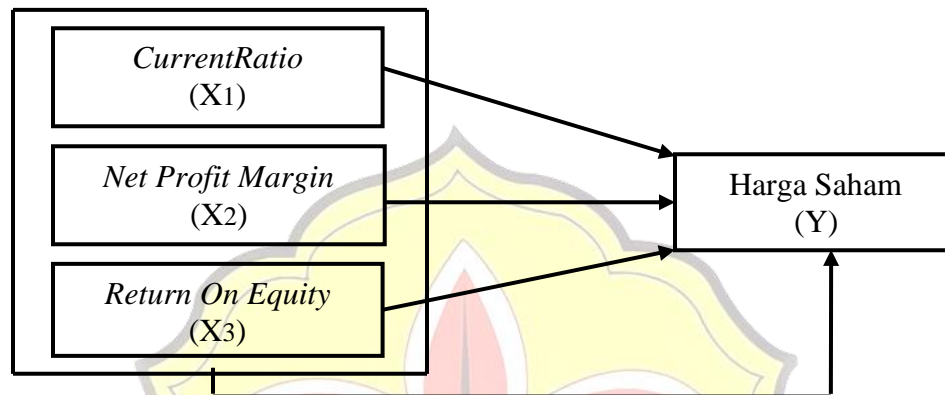 CurrentRatio
(X1)
Net Profit Margin
(X2)
Return On Equity
(X3)
Harga Saham
(Y)